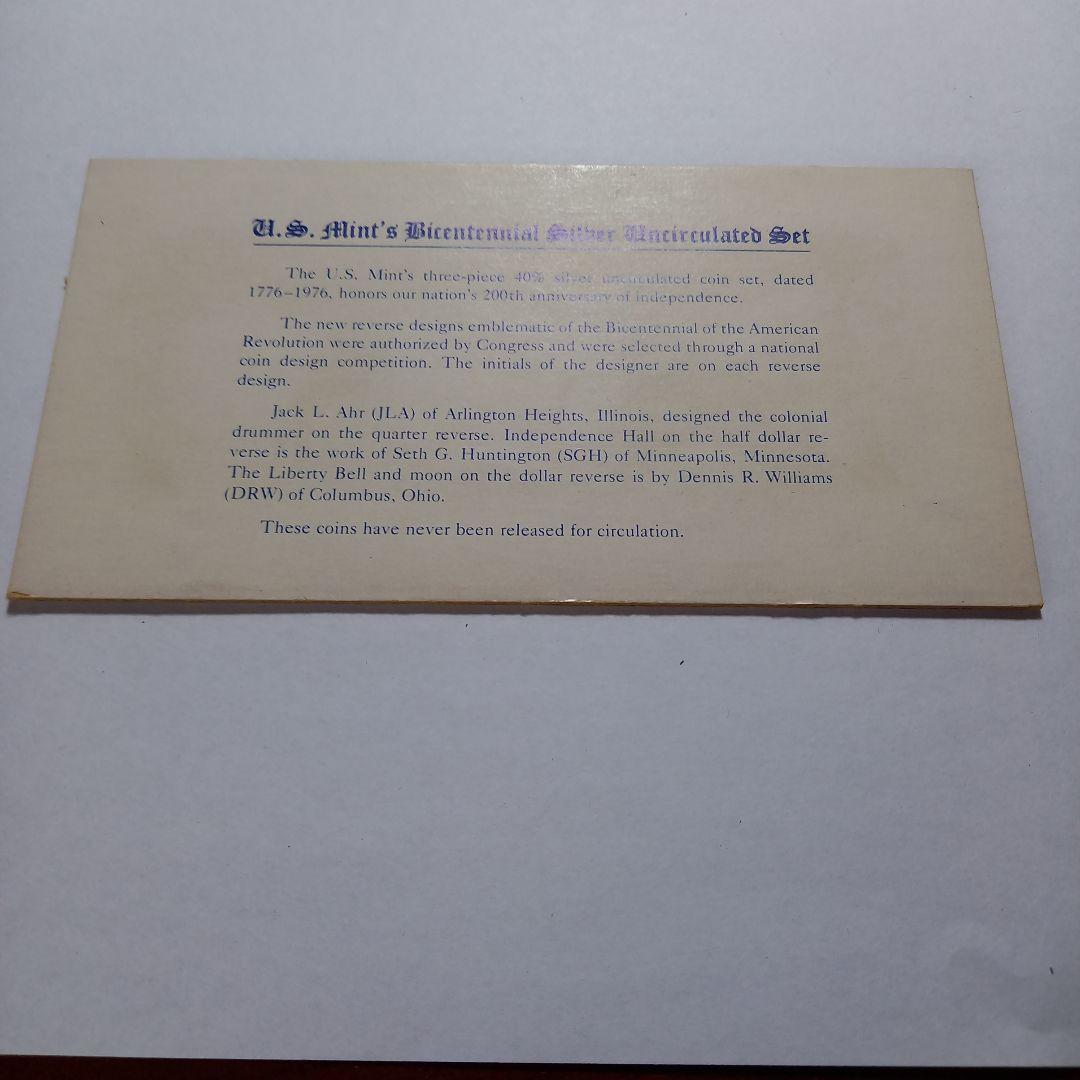 U.S. Mint's Bicentennial Silver Uncirculated Set
The U.S. Mint's three-piece 40% silver uncirculated coin set, dated
1776–1976, honors our nation's 200th anniversary of independence.
The new reverse designs emblematic of the Bicentennial of the American
Revolution were authorized by Congress and were selected through a national
coin design competition. The initials of the designer are on each reverse
design.
Jack L. Ahr (JLA) of Arlington Heights, Illinois, designed the colonial
drummer on the quarter reverse. Independence Hall on the half dollar re-
verse is the work of Seth G. Huntington (SGH) of Minneapolis, Minnesota.
The Liberty Bell and moon on the dollar reverse is by Dennis R. Williams
(DRW) of Columbus, Ohio.
These coins have never been released for circulation.